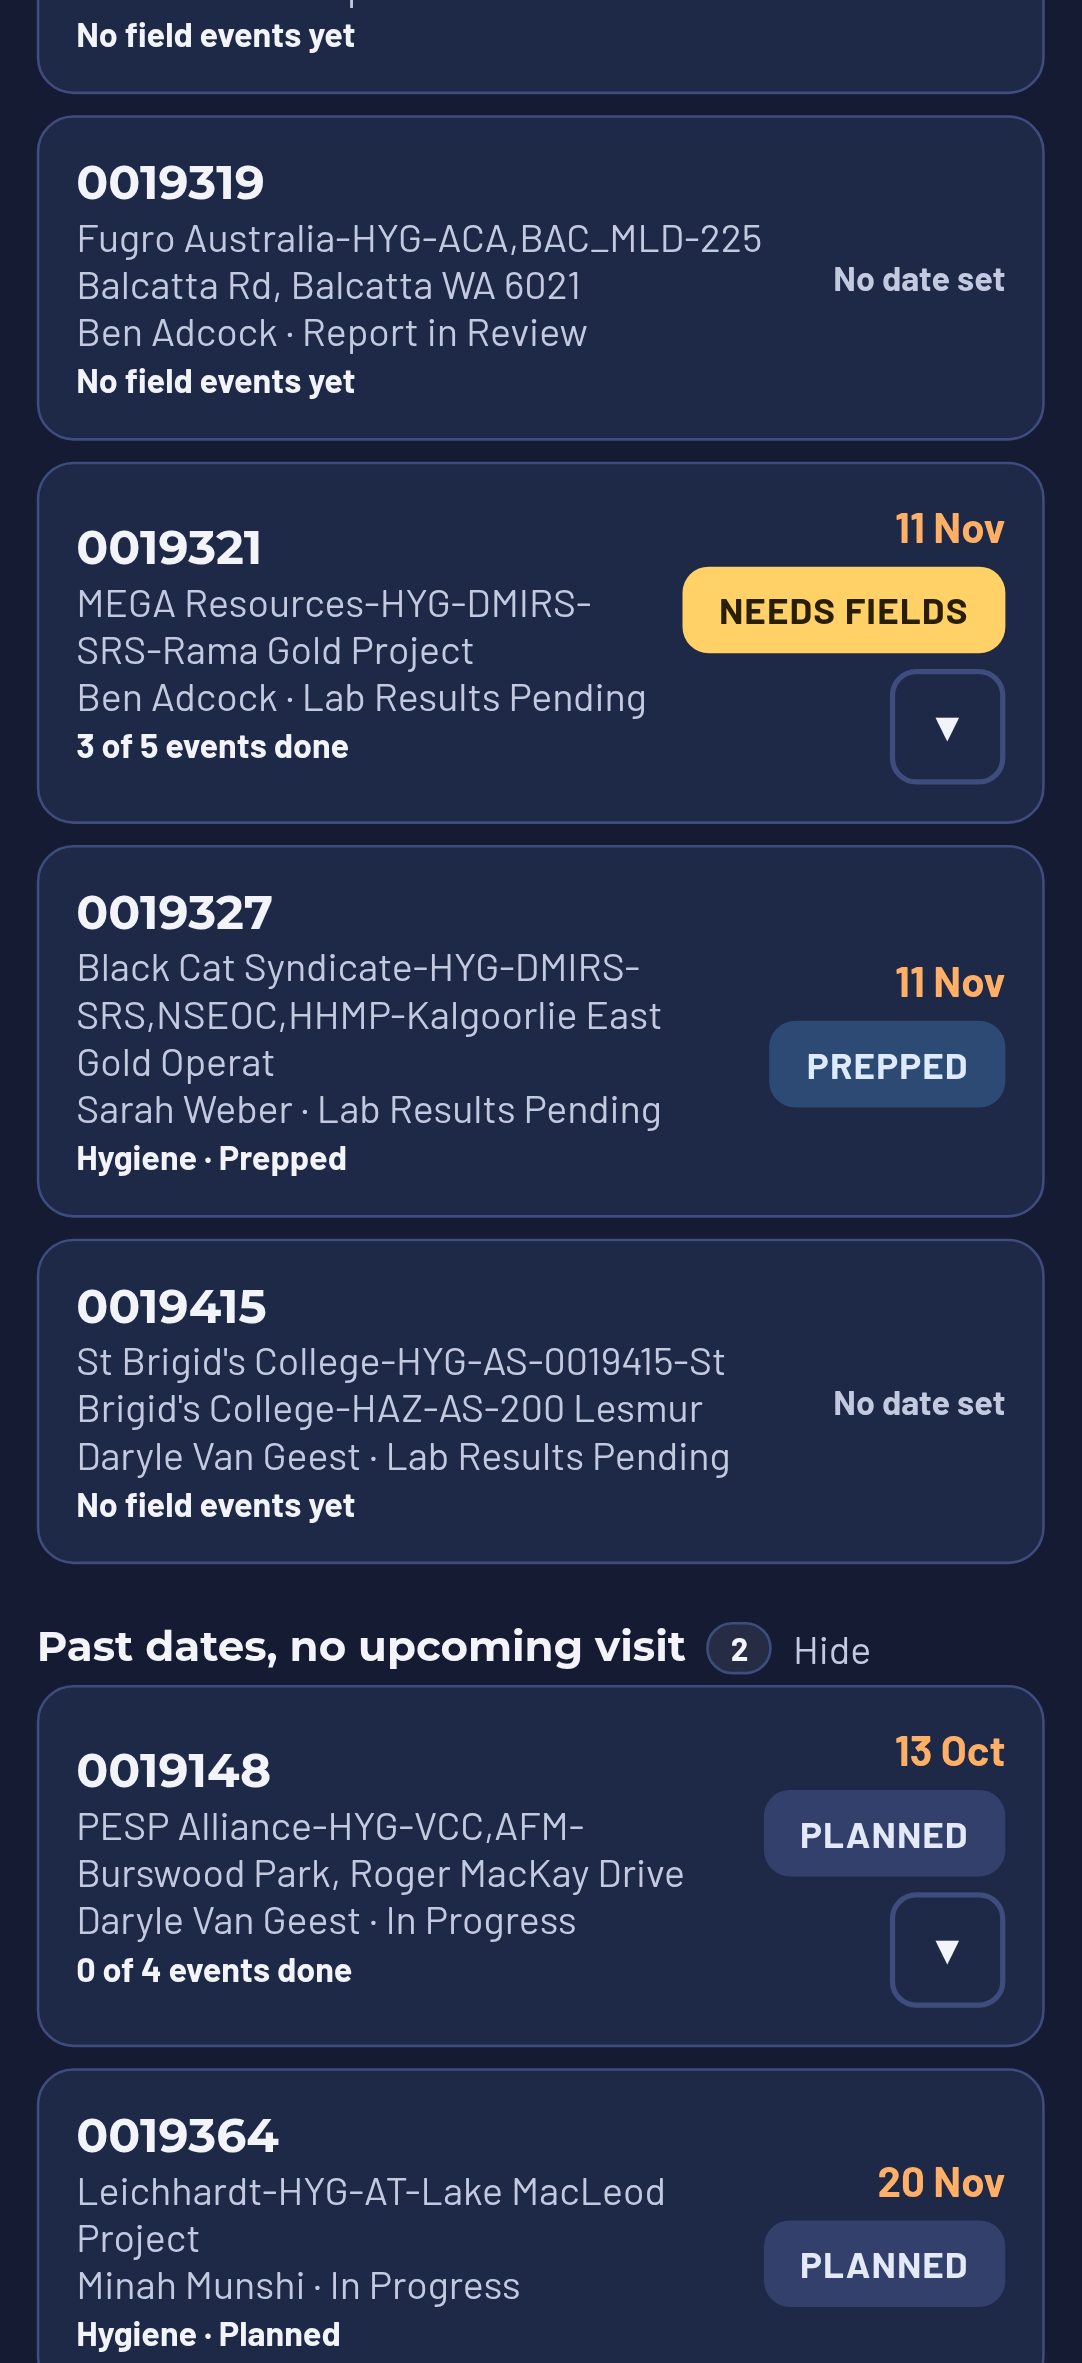 No field events yet
0019319
Fugro Australia-HYG-ACA,BAC_MLD-225
Balcatta Rd, Balcatta WA 6021
Ben Adcock · Report in Review
No field events yet
No date set
0019321
MEGA Resources-HYG-DMIRS-
SRS-Rama Gold Project
Ben Adcock · Lab Results Pending
3 of 5 events done
11 Nov
NEEDS FIELDS
▼
0019327
Black Cat Syndicate-HYG-DMIRS-
SRS,NSEOC,HHMP-Kalgoorlie East
Gold Operat
Sarah Weber · Lab Results Pending
Hygiene · Prepped
11 Nov
PREPPED
0019415
St Brigid's College-HYG-AS-0019415-St
Brigid's College-HAZ-AS-200 Lesmur
Daryle Van Geest · Lab Results Pending
No field events yet
No date set
Past dates, no upcoming visit 2 Hide
0019148
PESP Alliance-HYG-VCC,AFM-
Burswood Park, Roger MacKay Drive
Daryle Van Geest · In Progress
0 of 4 events done
13 Oct
PLANNED
▼
0019364
Leichhardt-HYG-AT-Lake MacLeod
Project
Minah Munshi · In Progress
Hygiene · Planned
20 Nov
PLANNED